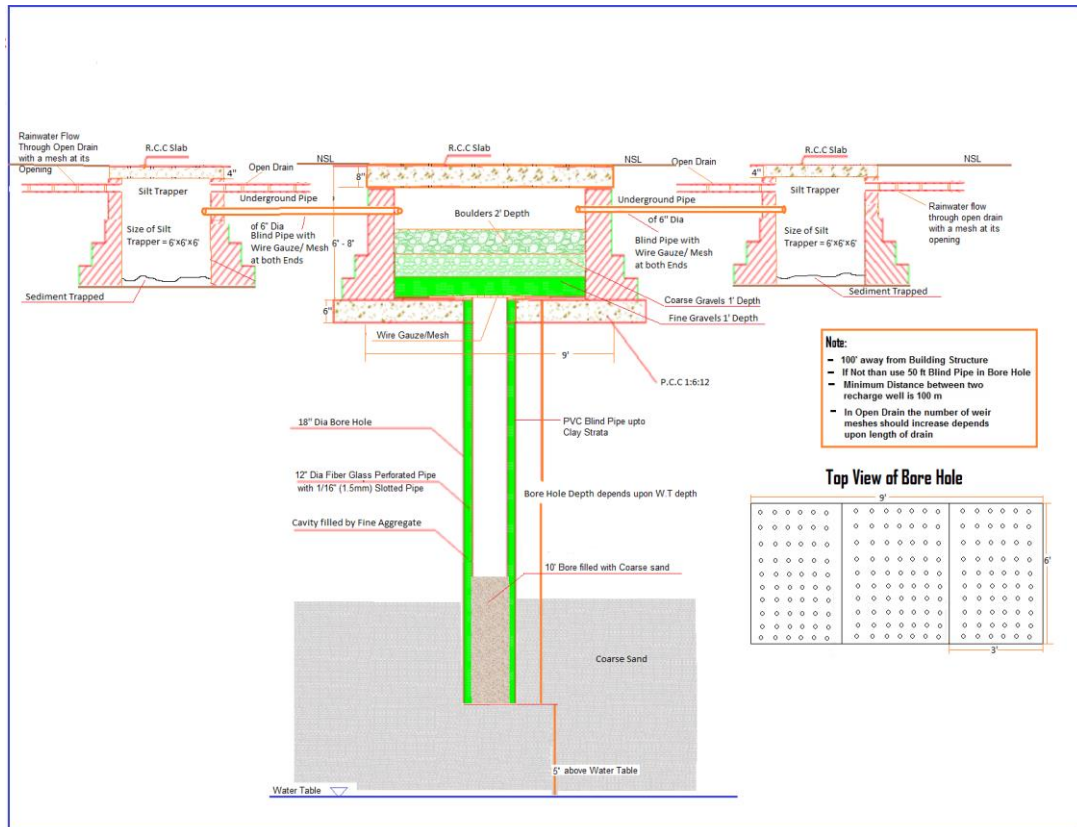 Rainwater Flow
Through Open Drain
with a mesh at its
Opening
R.C.C Slab
4"
Open Drain
Silt Trapper
Size of Silt
Trapper = 6'×6'×6'
Sediment Trapped
NSL
Underground Pipe
of 6" Dia
Blind Pipe with
Wire Gauze/ Mesh
at both Ends
R.C.C Slab
8"
6' - 8'
Boulders 2' Depth
6"
Wire Gauze/Mesh
9'
NSL
Underground Pipe
of 6" Dia
Blind Pipe with
Wire Gauze/ Mesh
at both Ends
Coarse Gravels 1' Depth
Fine Gravels 1' Depth
P.C.C 1:6:12
Open Drain
R.C.C Slab
4"
NSL
Silt Trapper
Size of Silt
Trapper = 6'×6'×6'
Rainwater flow
through open drain
with a mesh at its
opening
Sediment Trapped
18" Dia Bore Hole
12" Dia Fiber Glass Perforated Pipe
with 1/16" (1.5mm) Slotted Pipe
Cavity filled by Fine Aggregate
PVC Blind Pipe upto
Clay Strata
Bore Hole Depth depends upon W.T depth
10' Bore filled with Coarse sand
Coarse Sand
5' above Water Table
Water Table
Note:
- 100' away from Building Structure
- If Not than use 50 ft Blind Pipe in Bore Hole
- Minimum Distance between two
recharge well is 100 m
- In Open Drain the number of weir
meshes should increase depends
upon length of drain
Top View of Bore Hole
9'
6'
3'